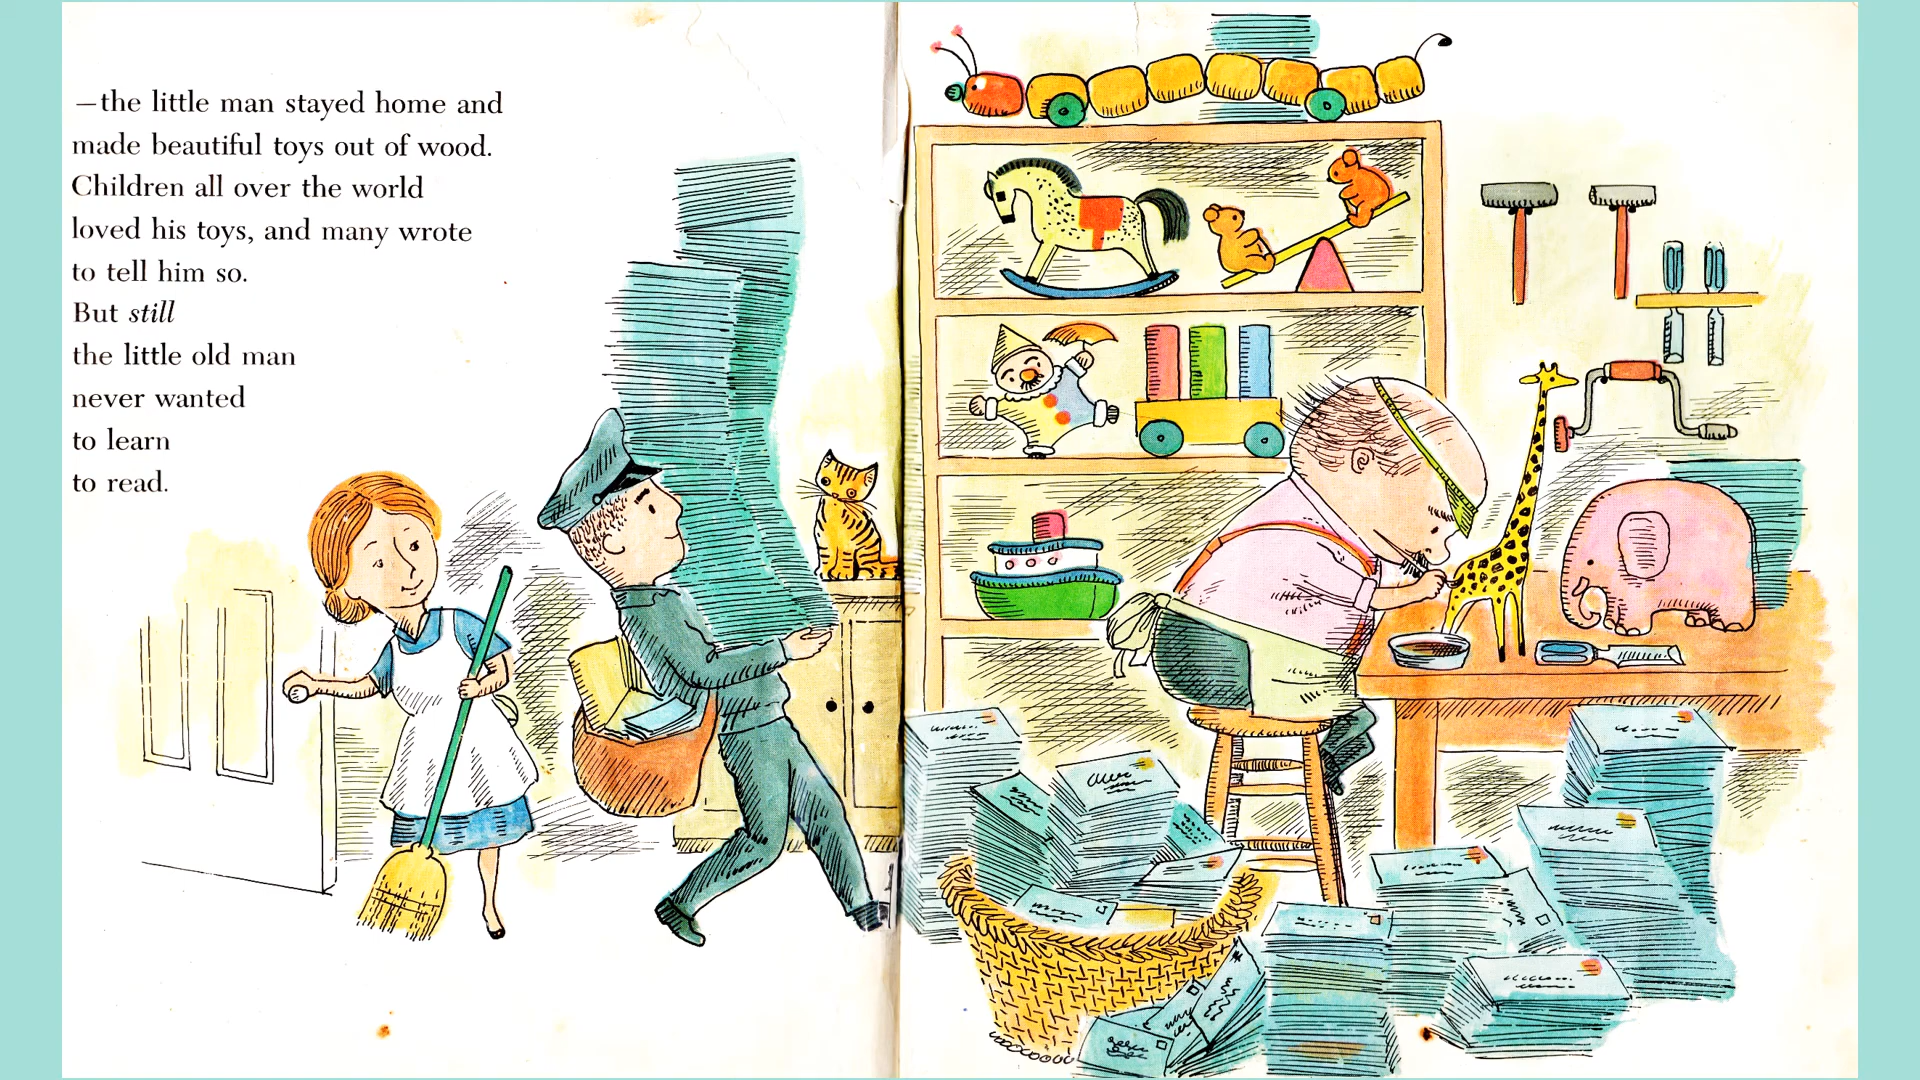 —the little man stayed home and
made beautiful toys out of wood.
Children all over the world
loved his toys, and many wrote
to tell him so.
But still
the little old man
never wanted
to learn
to read.